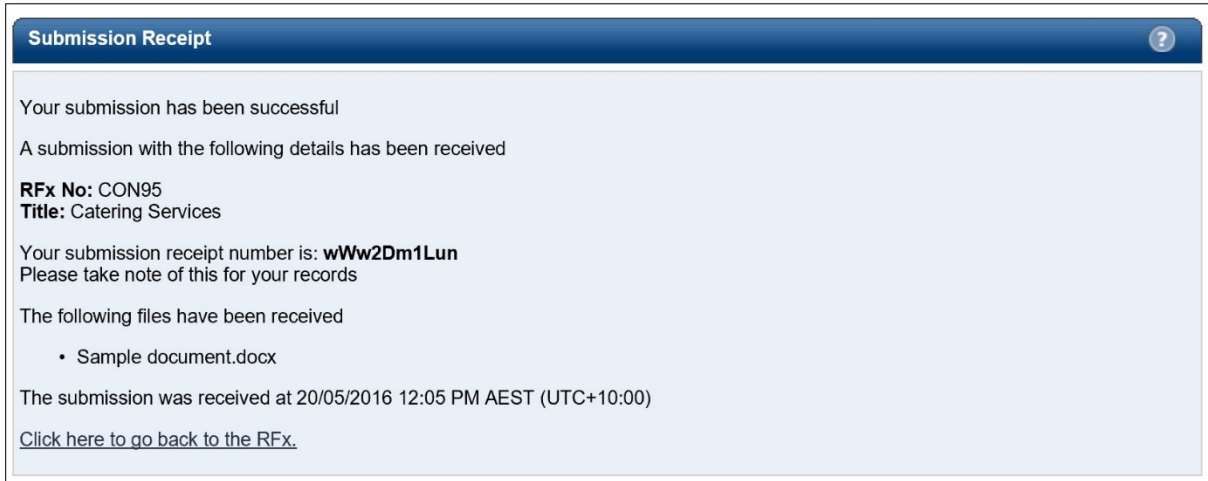 Submission Receipt
?
Your submission has been successful
A submission with the following details has been received
RFx No: CON95
Title: Catering Services
Your submission receipt number is: wWw2Dm1Lun
Please take note of this for your records
The following files have been received
• Sample document.docx
The submission was received at 20/05/2016 12:05 PM AEST (UTC+10:00)
Click here to go back to the RFx.